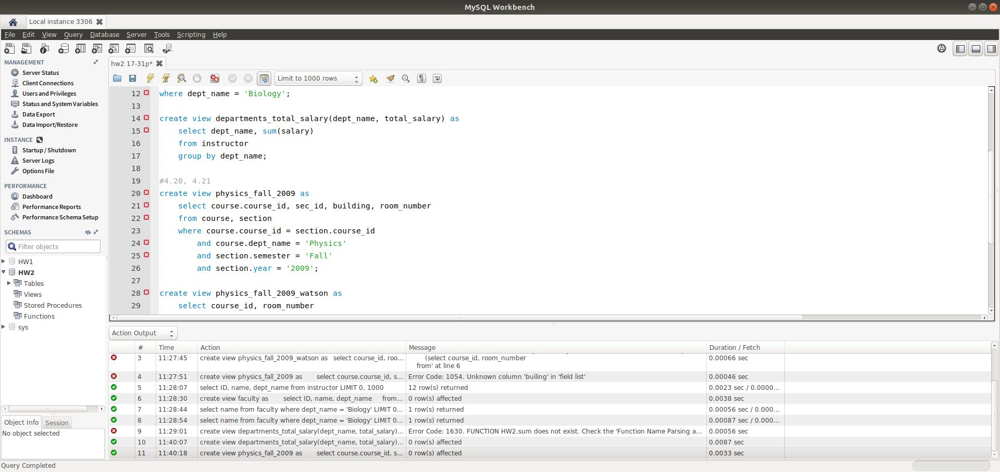 MySQL Workbench
Local instance 3306
File Edit View Query Database Server Tools Scripting Help
MANAGEMENT
Server Status
Client Connections
Users and Privileges
Status and System Variables
Data Export
Data Import/Restore
INSTANCE
Startup / Shutdown
Server Logs
Options File
PERFORMANCE
Dashboard
Performance Reports
Performance Schema Setup
SCHEMAS
Filter objects
HW1
HW2
Tables
Views
Stored Procedures
Functions
sys
Object Info Session
No object selected
hw2 17-31p*
Limit to 1000 rows
12 where dept_name = 'Biology';
13
14 create view departments_total_salary(dept_name, total_salary) as
15 select dept_name, sum(salary)
16 from instructor
17 group by dept_name;
18
19 #4.20, 4.21
20 create view physics_fall_2009 as
21 select course.course_id, sec_id, building, room_number
22 from course, section
23 where course.course_id = section.course_id
24 and course.dept_name = 'Physics'
25 and section.semester = 'Fall'
26 and section.year = '2009';
27
28 create view physics_fall_2009_watson as
29 select course_id, room_number
Action Output
# Time Action Message Duration / Fetch
3 11:27:45 create view physics_fall_2009_watson as select course_id, roo... (select course_id, room_number 0.00066 sec
from' at line 6
4 11:27:51 create view physics_fall_2009 as select course.course_id, s... Error Code: 1054. Unknown column 'builing' in 'field list' 0.00046 sec
5 11:28:07 select ID, name, dept_name from instructor LIMIT 0, 1000 12 row(s) returned 0.0023 sec / 0.0000...
6 11:28:30 create view faculty as select ID, name, dept_name from... 0 row(s) affected 0.0038 sec
7 11:28:44 select name from faculty where dept_name = 'Biology' LIMIT 0... 1 row(s) returned 0.00056 sec / 0.000...
8 11:28:54 select name from faculty where dept_name = 'Biology' LIMIT 0... 1 row(s) returned 0.00087 sec / 0.000...
9 11:29:01 create view departments_total_salary(dept_name, total_salary)... Error Code: 1630. FUNCTION HW2.sum does not exist. Check the 'Function Name Parsing a... 0.00056 sec
10 11:40:07 create view departments_total_salary(dept_name, total_salary)... 0 row(s) affected 0.0087 sec
11 11:40:18 create view physics_fall_2009 as select course.course_id, s... 0 row(s) affected 0.0033 sec
Query Completed